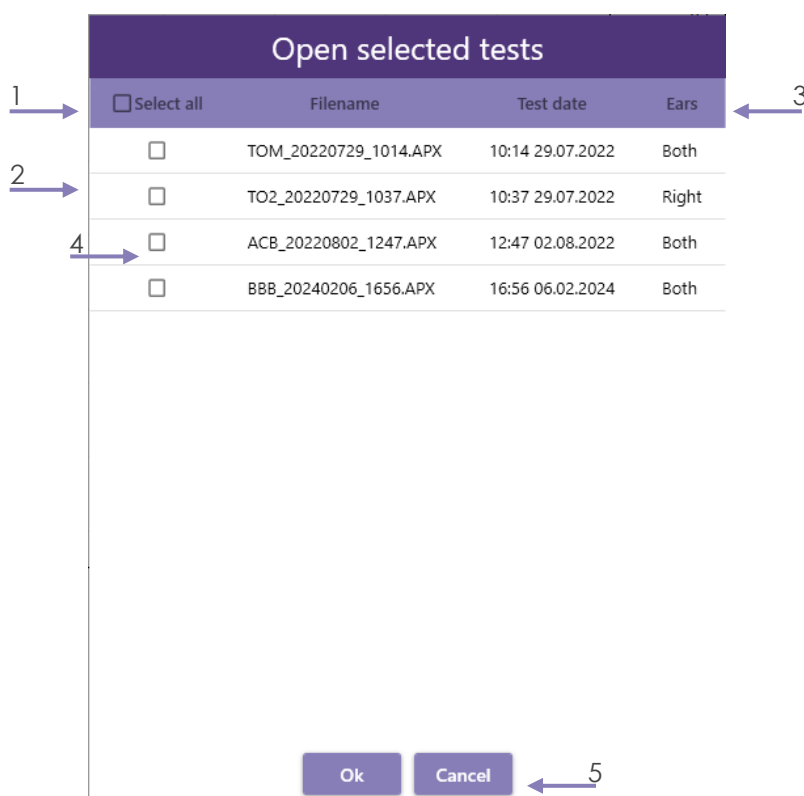 Open selected tests
1 Select all Filename Test date Ears 3
TOM_20220729_1014.APX 10:14 29.07.2022 Both
2 TO2_20220729_1037.APX 10:37 29.07.2022 Right
4 ACB_20220802_1247.APX 12:47 02.08.2022 Both
BBB_20240206_1656.APX 16:56 06.02.2024 Both
Ok Cancel 5